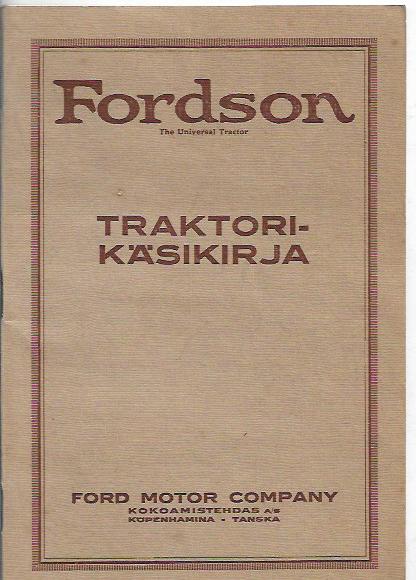 Fordson
The Universal Tractor
TRAKTORI-
KÄSIKIRJA
FORD MOTOR COMPANY
KOKOAMISTEHDAS A/S
KÖPENHAMINA - TANSKA